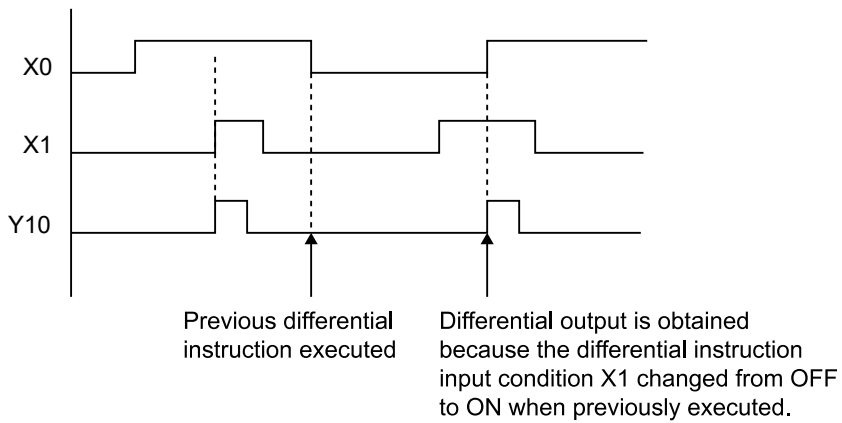 X0
X1
Y10
Previous differential
instruction executed
Differential output is obtained
because the differential instruction
input condition X1 changed from OFF
to ON when previously executed.